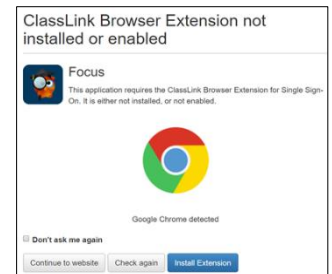 ClassLink Browser Extension not
installed or enabled
Focus
This application requires the ClassLink Browser Extension for Single Sign-
On. It is either not installed, or not enabled.
Google Chrome detected
Don't ask me again
Continue to website Check again Install Extension